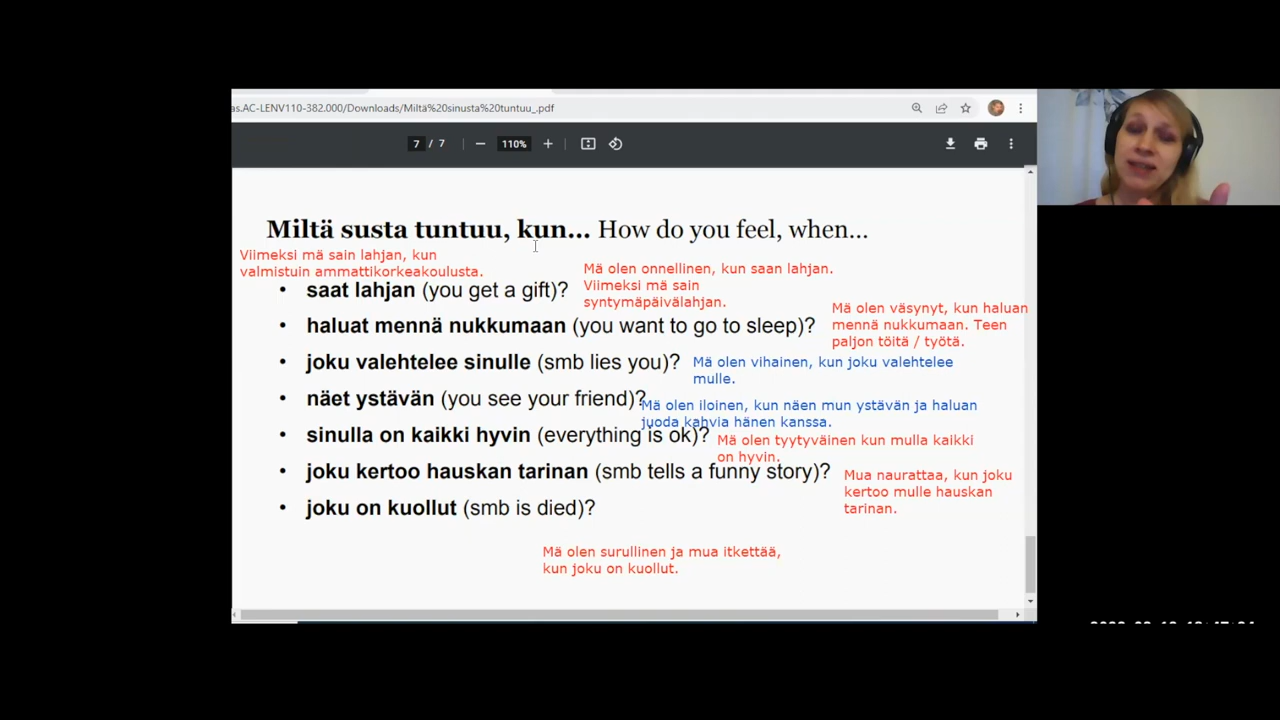 as.AC-LENV110-382.000/Downloads/Miltä%20sinusta%20tuntuu_.pdf
7 / 7 − 110% +
Miltä susta tuntuu, kun... How do you feel, when...
Viimeksi mä sain lahjan, kun
valmistuin ammattikorkeakoulusta.
Mä olen onnellinen, kun saan lahjan.
Viimeksi mä sain
syntymäpäivälahjan.
• saat lahjan (you get a gift)?
Mä olen väsynyt, kun haluan
mennä nukkumaan. Teen
paljon töitä / työtä.
• haluat mennä nukkumaan (you want to go to sleep)?
• joku valehtelee sinulle (smb lies you)?
Mä olen vihainen, kun joku valehtelee
mulle.
• näet ystävän (you see your friend)?
Mä olen iloinen, kun näen mun ystävän ja haluan
juoda kahvia hänen kanssa.
• sinulla on kaikki hyvin (everything is ok)?
Mä olen tyytyväinen kun mulla kaikki
on hyvin.
• joku kertoo hauskan tarinan (smb tells a funny story)?
Mua naurattaa, kun joku
kertoo mulle hauskan
tarinan.
• joku on kuollut (smb is died)?
Mä olen surullinen ja mua itkettää,
kun joku on kuollut.